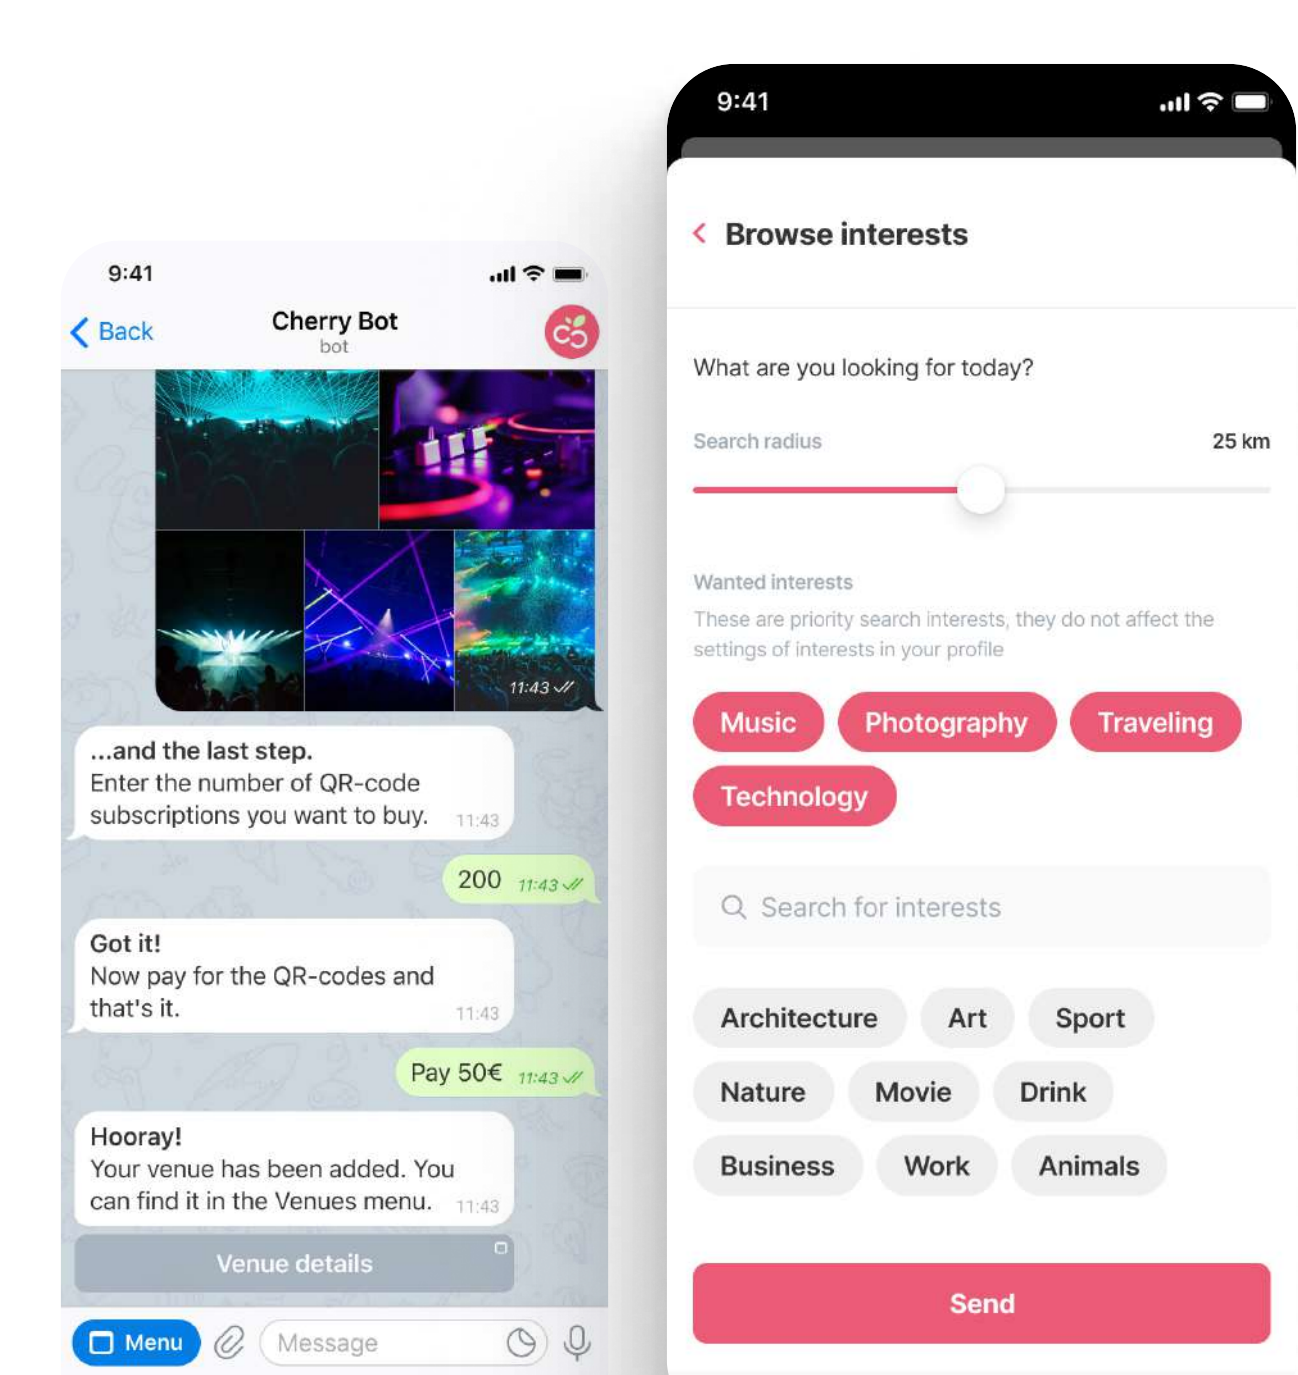 9:41
Back
Cherry Bot
bot
11:43
...and the last step.
Enter the number of QR-code
subscriptions you want to buy. 11:43
200 11:43
Got it!
Now pay for the QR-codes and
that's it. 11:43
Pay 50€ 11:43
Hooray!
Your venue has been added. You
can find it in the Venues menu. 11:43
Venue details
Menu
Message
9:41
Browse interests
What are you looking for today?
Search radius 25 km
Wanted interests
These are priority search interests, they do not affect the
settings of interests in your profile
Music Photography Traveling
Technology
Search for interests
Architecture Art Sport
Nature Movie Drink
Business Work Animals
Send